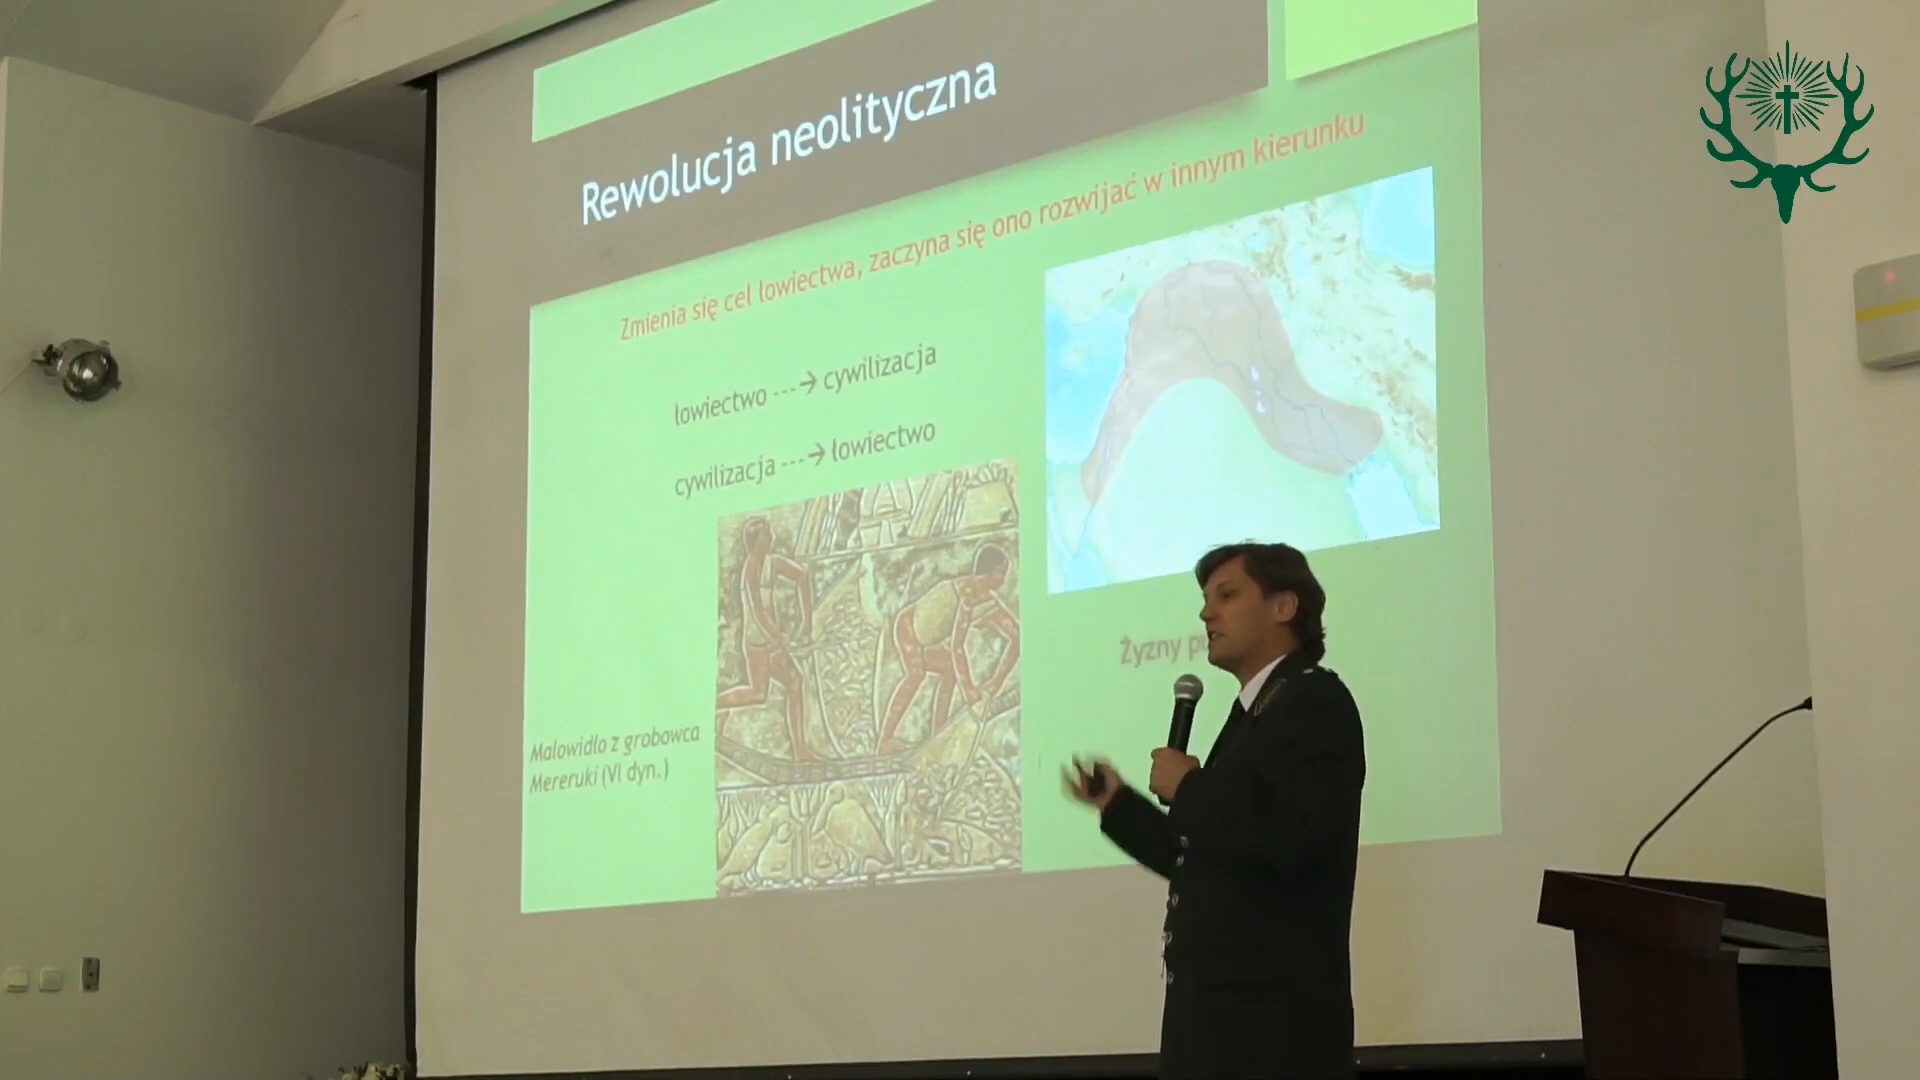 Rewolucja neolityczna
Zmienia się cel łowiectwa, zaczyna się ono rozwijać w innym kierunku
łowiectwo ---→ cywilizacja
cywilizacja ---→ łowiectwo
Żyzny
Malowidło z grobowca
Mereruki (VI dyn.)